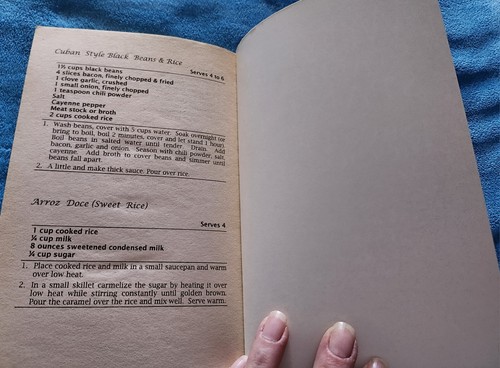 Cuban Style Black Beans & Rice
Serves 4 to 6
1½ cups black beans
4 slices bacon, finely chopped & fried
1 clove garlic, crushed
1 small onion, finely chopped
1 teaspoon chili powder
Salt
Cayenne pepper
Meat stock or broth
2 cups cooked rice
1. Wash beans, cover with 5 cups water. Soak overnight (or
bring to boil, boil 2 minutes, cover and let stand 1 hour).
Boil beans in salted water until tender. Drain. Add
bacon, garlic and onion. Season with chili powder, salt,
cayenne. Add broth to cover beans and simmer until
beans fall apart.
2. A little and make thick sauce. Pour over rice.
Arroz Doce (Sweet Rice)
Serves 4
1 cup cooked rice
¼ cup milk
8 ounces sweetened condensed milk
¼ cup sugar
1. Place cooked rice and milk in a small saucepan and warm
over low heat.
2. In a small skillet carmelize the sugar by heating it over
low heat while stirring constantly until golden brown.
Pour the caramel over the rice and mix well. Serve warm.